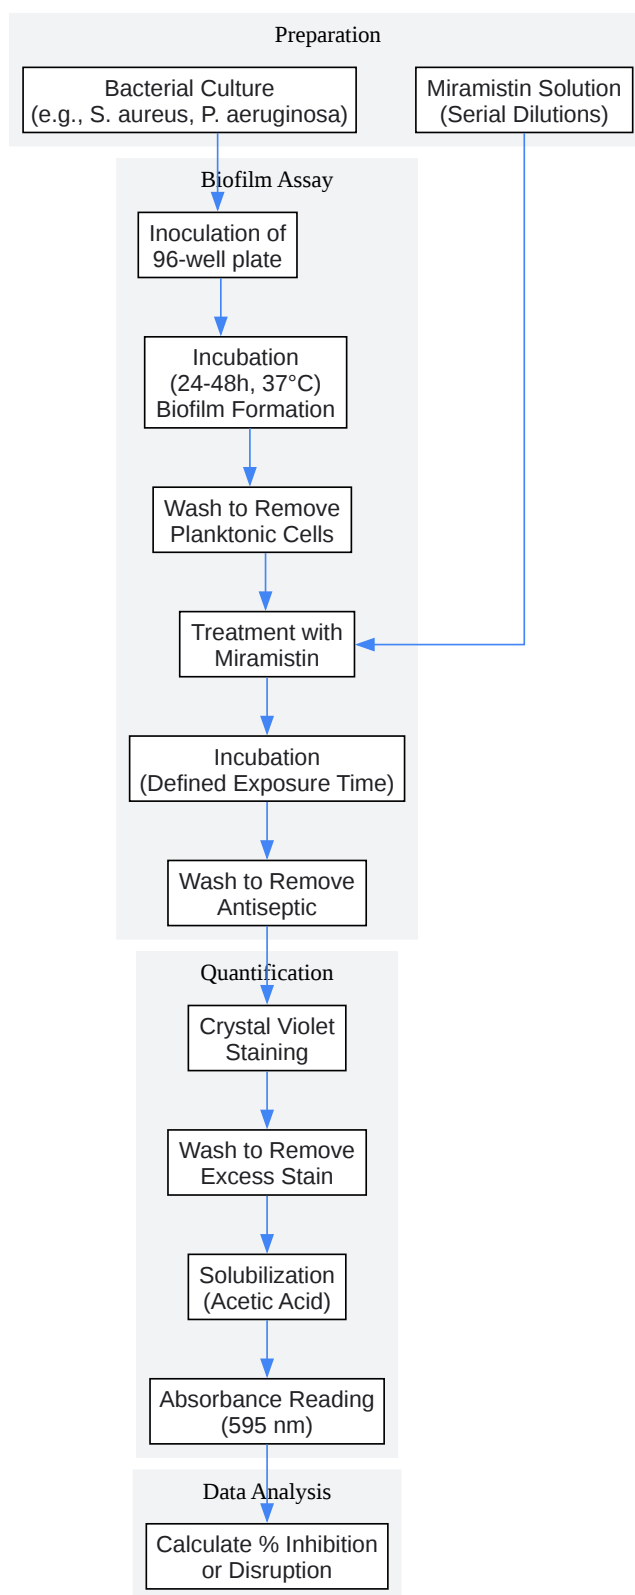 Preparation
Bacterial Culture
(e.g., S. aureus, P. aeruginosa)
Miramistin Solution
(Serial Dilutions)
Biofilm Assay
Inoculation of
96-well plate
Incubation
(24-48h, 37°C)
Biofilm Formation
Wash to Remove
Planktonic Cells
Treatment with
Miramistin
Incubation
(Defined Exposure Time)
Wash to Remove
Antiseptic
Quantification
Crystal Violet
Staining
Wash to Remove
Excess Stain
Solubilization
(Acetic Acid)
Absorbance Reading
(595 nm)
Data Analysis
Calculate % Inhibition
or Disruption